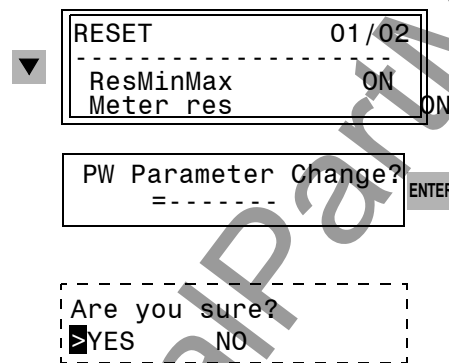 RESET 01/02
--------------------
ResMinMax ON
Meter res ON
PW Parameter Change?
=-------
ENTER
Are you sure?
>YES NO